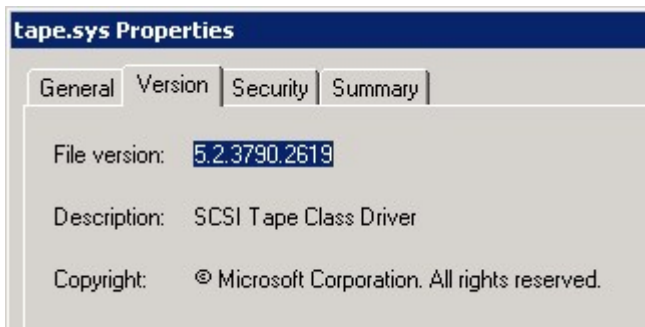 tape.sys Properties
General Version Security Summary
File version: 5.2.3790.2619
Description: SCSI Tape Class Driver
Copyright: © Microsoft Corporation. All rights reserved.